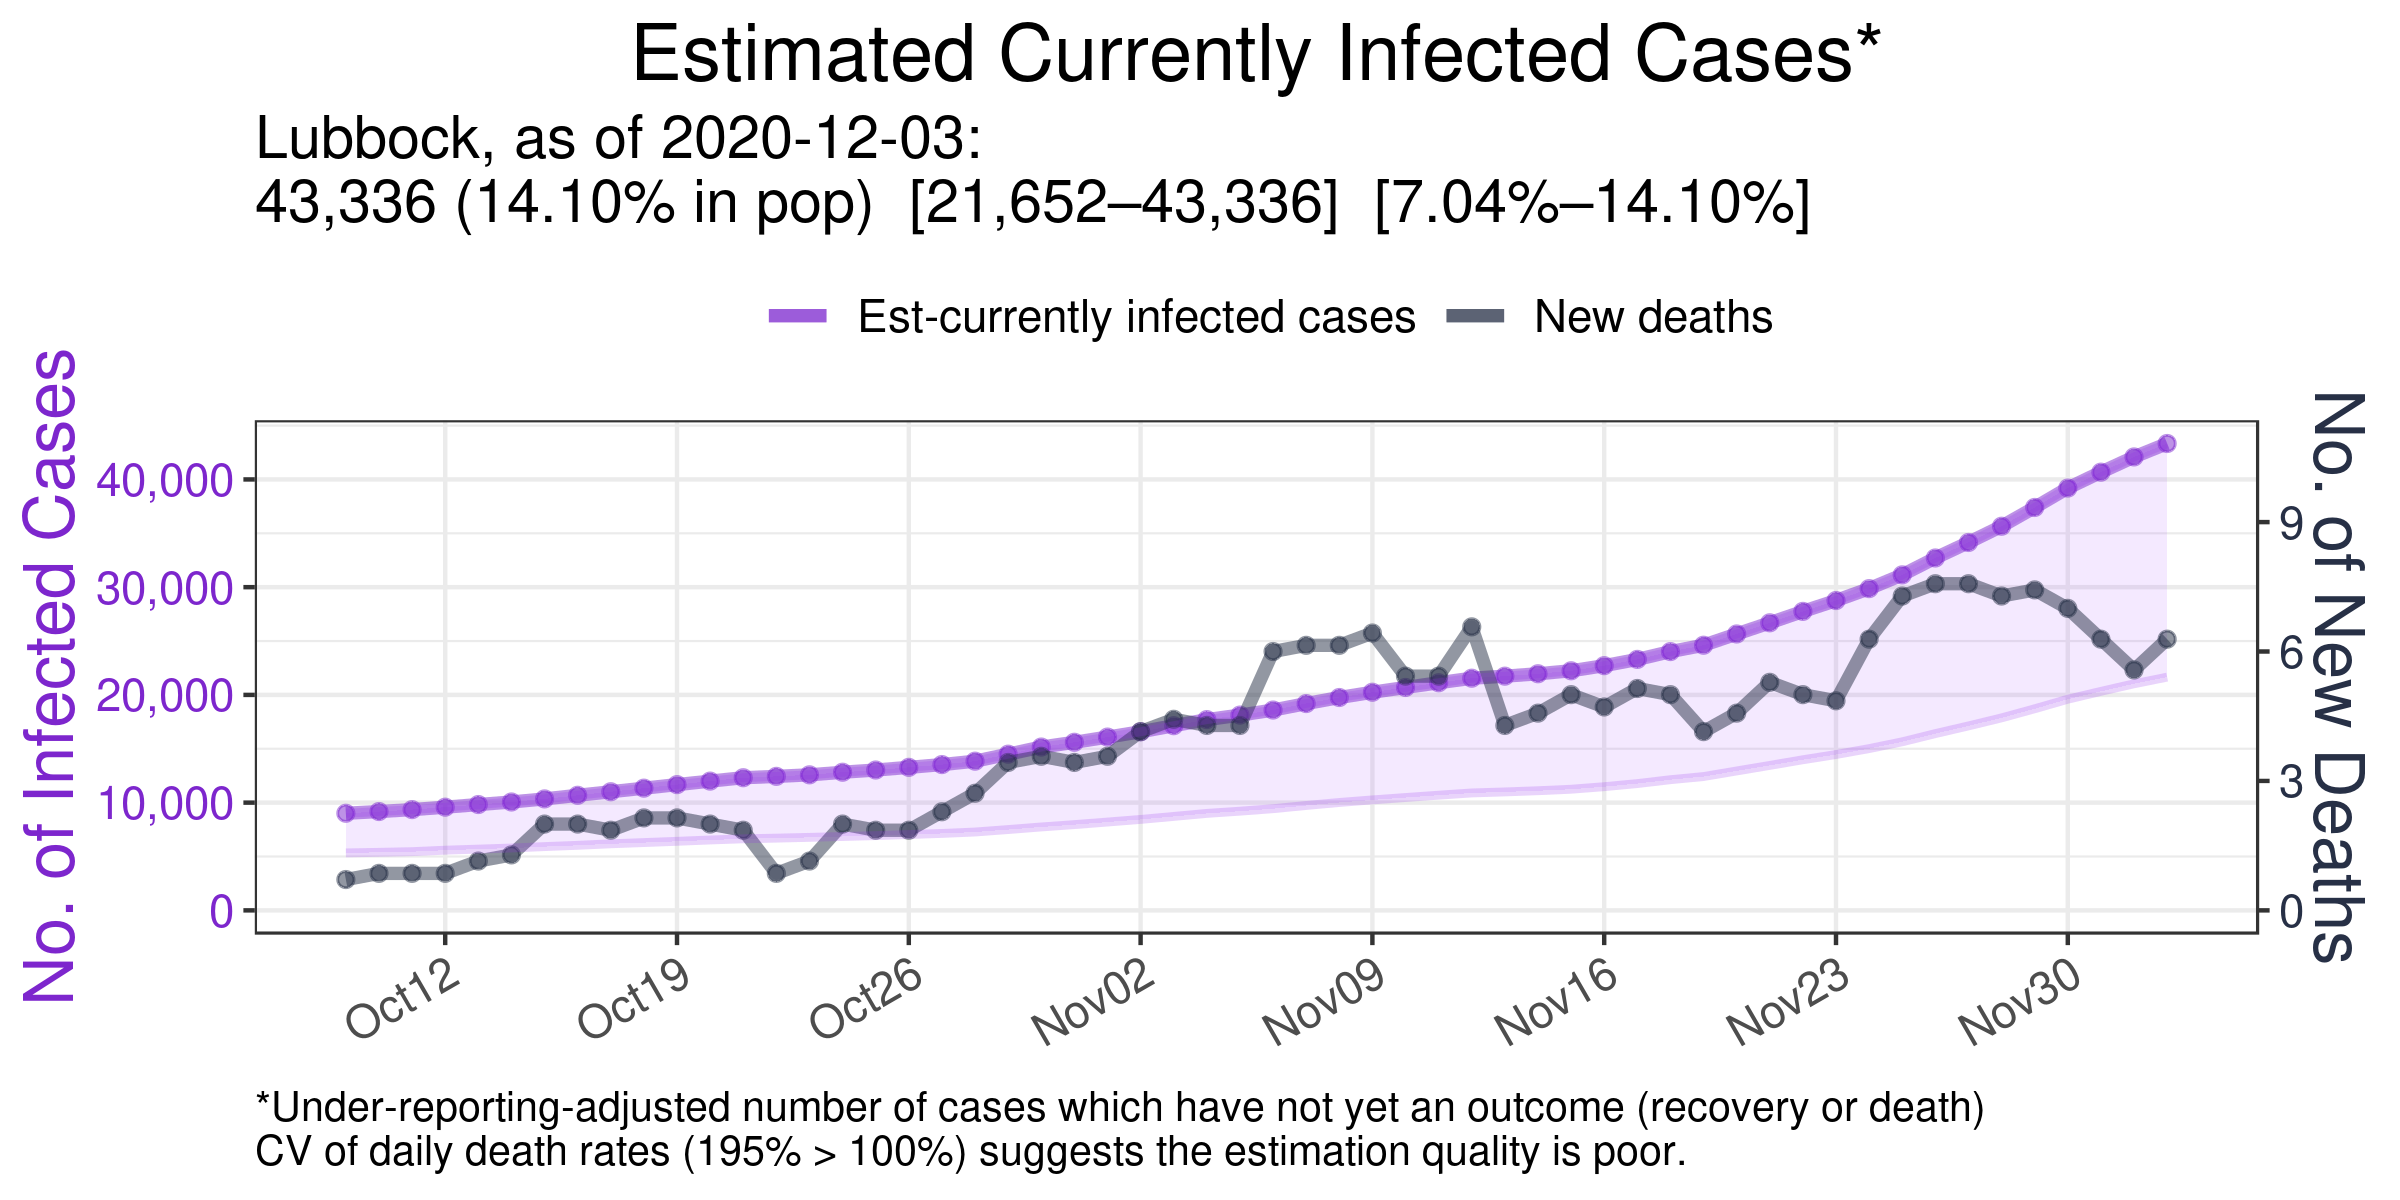 Estimated Currently Infected Cases*
Lubbock, as of 2020-12-03:
43,336 (14.10% in pop)  [21,652–43,336]  [7.04%–14.10%]
Est-currently infected cases
New deaths
No. of Infected Cases
40,000
30,000
20,000
10,000
0
No. of New Deaths
9
6
3
0
Oct12
Oct19
Oct26
Nov02
Nov09
Nov16
Nov23
Nov30
*Under-reporting-adjusted number of cases which have not yet an outcome (recovery or death)
CV of daily death rates (195% > 100%) suggests the estimation quality is poor.